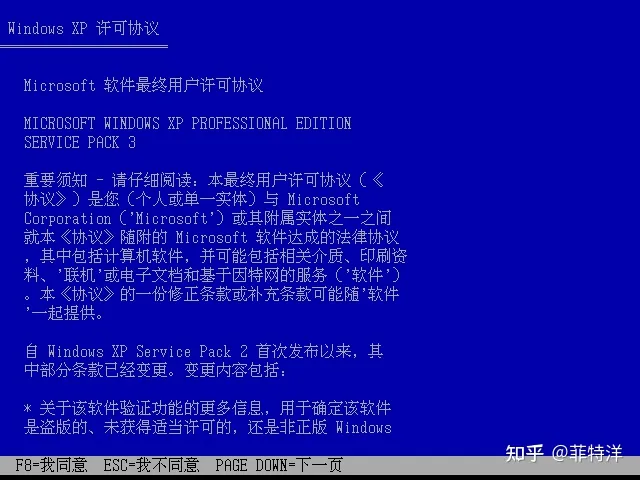 Windows XP 许可协议
Microsoft 软件最终用户许可协议
MICROSOFT WINDOWS XP PROFESSIONAL EDITION
SERVICE PACK 3
重要须知 - 请仔细阅读：本最终用户许可协议（《
协议》）是您（个人或单一实体）与 Microsoft
Corporation（'Microsoft'）或其附属实体之一之间
就本《协议》随附的 Microsoft 软件达成的法律协议
，其中包括计算机软件，并可能包括相关介质、印刷资
料、'联机'或电子文档和基于因特网的服务（'软件'）
。本《协议》的一份修正条款或补充条款可能随'软件
'一起提供。
自 Windows XP Service Pack 2 首次发布以来，其
中部分条款已经变更。变更内容包括：
* 关于该软件验证功能的更多信息，用于确定该软件
是盗版的、未获得适当许可的，还是非正版 Windows
F8=我同意 ESC=我不同意 PAGE DOWN=下一页
知乎 @菲特洋